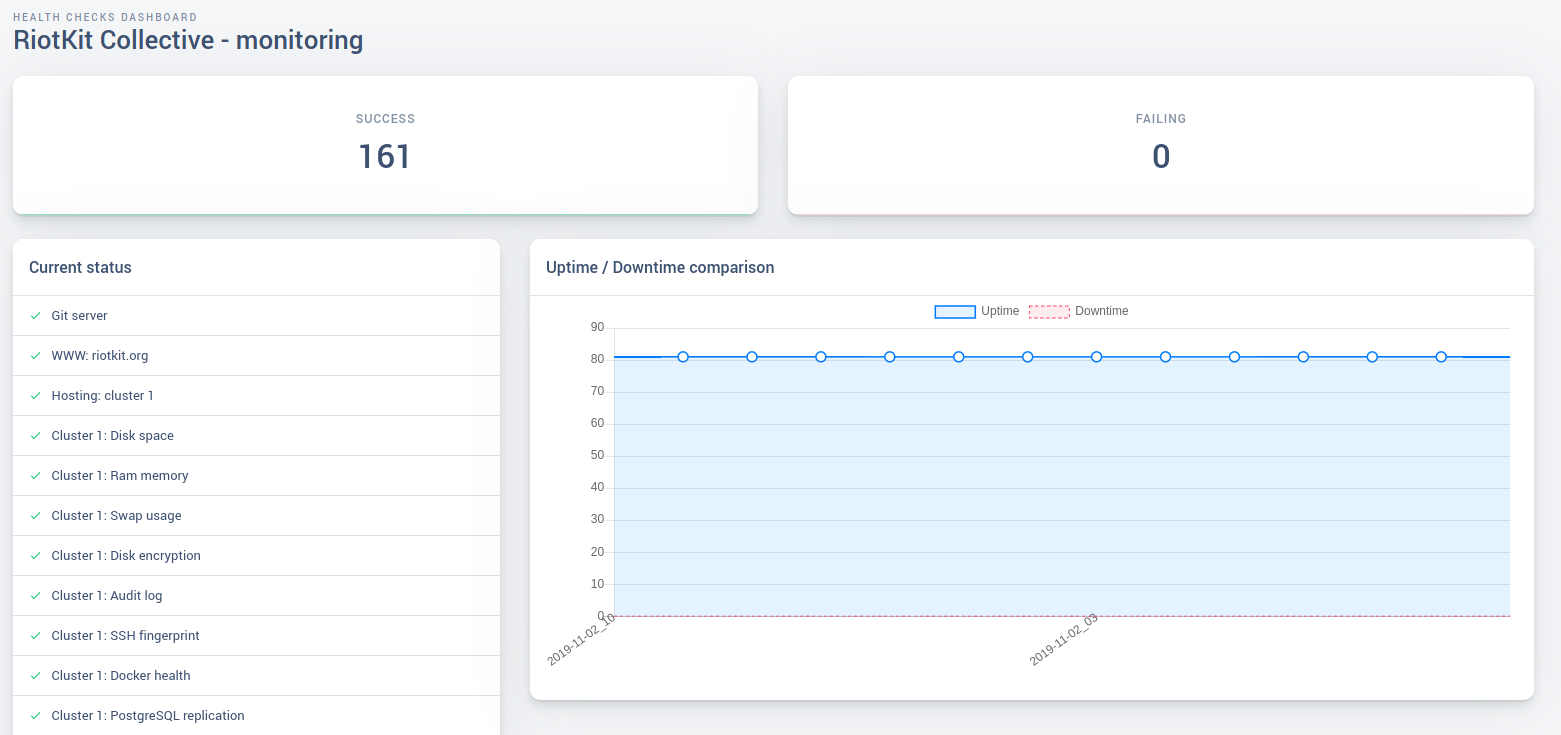 HEALTH CHECKS DASHBOARD
RiotKit Collective - monitoring
SUCCESS
161
FAILING
0
Current status
Git server
WWW: riotkit.org
Hosting: cluster 1
Cluster 1: Disk space
Cluster 1: Ram memory
Cluster 1: Swap usage
Cluster 1: Disk encryption
Cluster 1: Audit log
Cluster 1: SSH fingerprint
Cluster 1: Docker health
Cluster 1: PostgreSQL replication
Uptime / Downtime comparison
Uptime Downtime
90
80
70
60
50
40
30
20
10
0
2019-11-02_10
2019-11-02_03